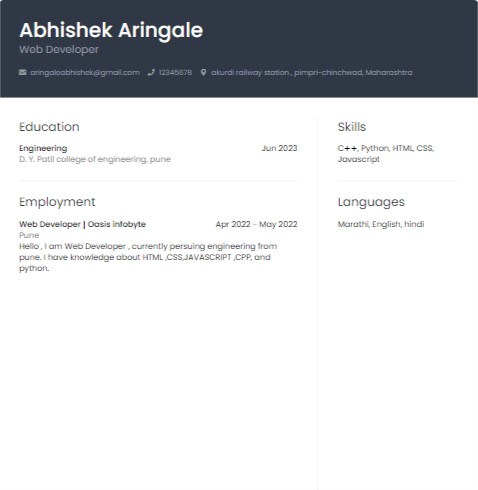 Abhishek Aringale
Web Developer
aringaleabhishek@gmail.com 12345678 akurdi railway station , pimpri-chinchwad, Maharashtra
Education
Engineering Jun 2023
D. Y. Patil college of engineering, pune
Employment
Web Developer | Oasis infobyte Apr 2022 - May 2022
Pune
Hello , I am Web Developer , currently persuing engineering from
pune. I have knowledge about HTML ,CSS,JAVASCRIPT ,CPP, and
python.
Skills
C++, Python, HTML, CSS,
Javascript
Languages
Marathi, English, hindi